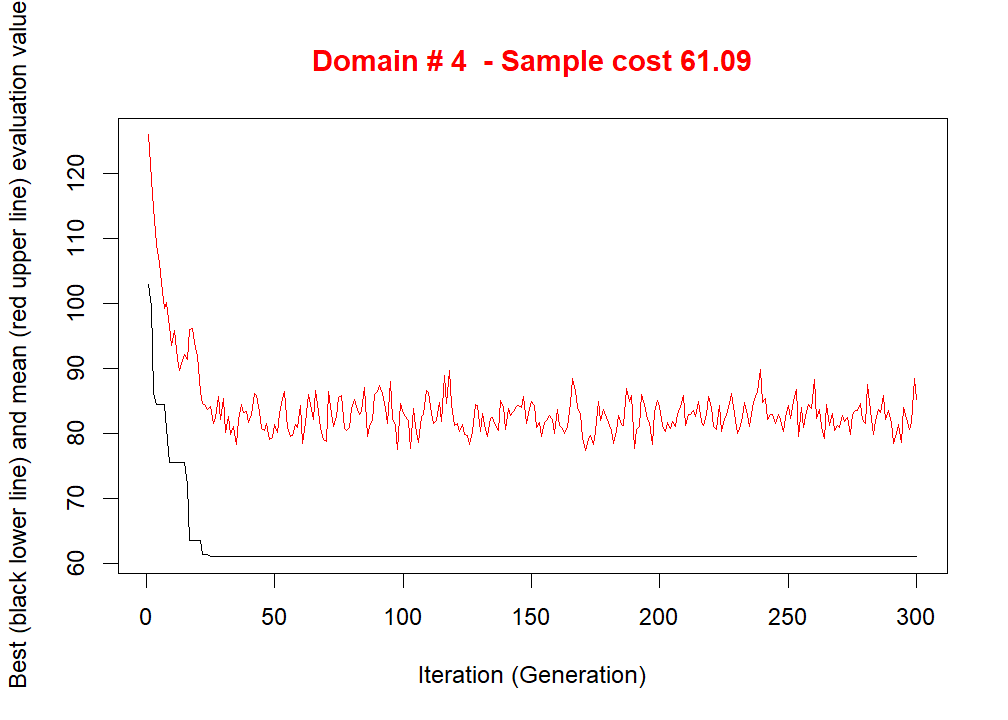 Domain # 4  - Sample cost 61.09
Best (black lower line) and mean (red upper line) evaluation value
120
110
100
90
80
70
60
0 50 100 150 200 250 300
Iteration (Generation)